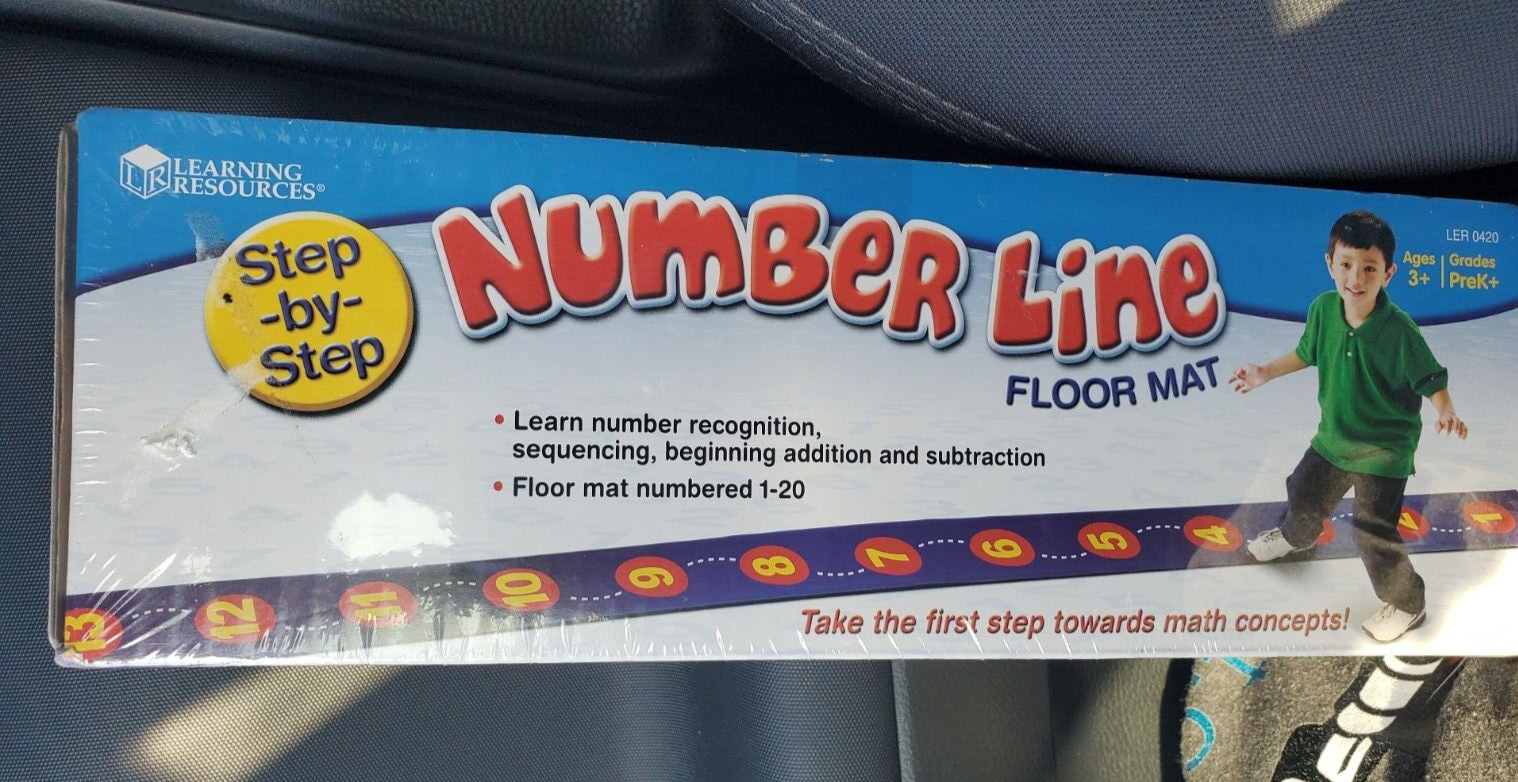 LEARNING
RESOURCES®
Step
-by-
Step
NUMBER LINE
FLOOR MAT
LER 0420
Ages
3+
Grades
PreK+
• Learn number recognition,
sequencing, beginning addition and subtraction
• Floor mat numbered 1-20
13 12 11 10 9 8 7 6 5 4 2 1
Take the first step towards math concepts!